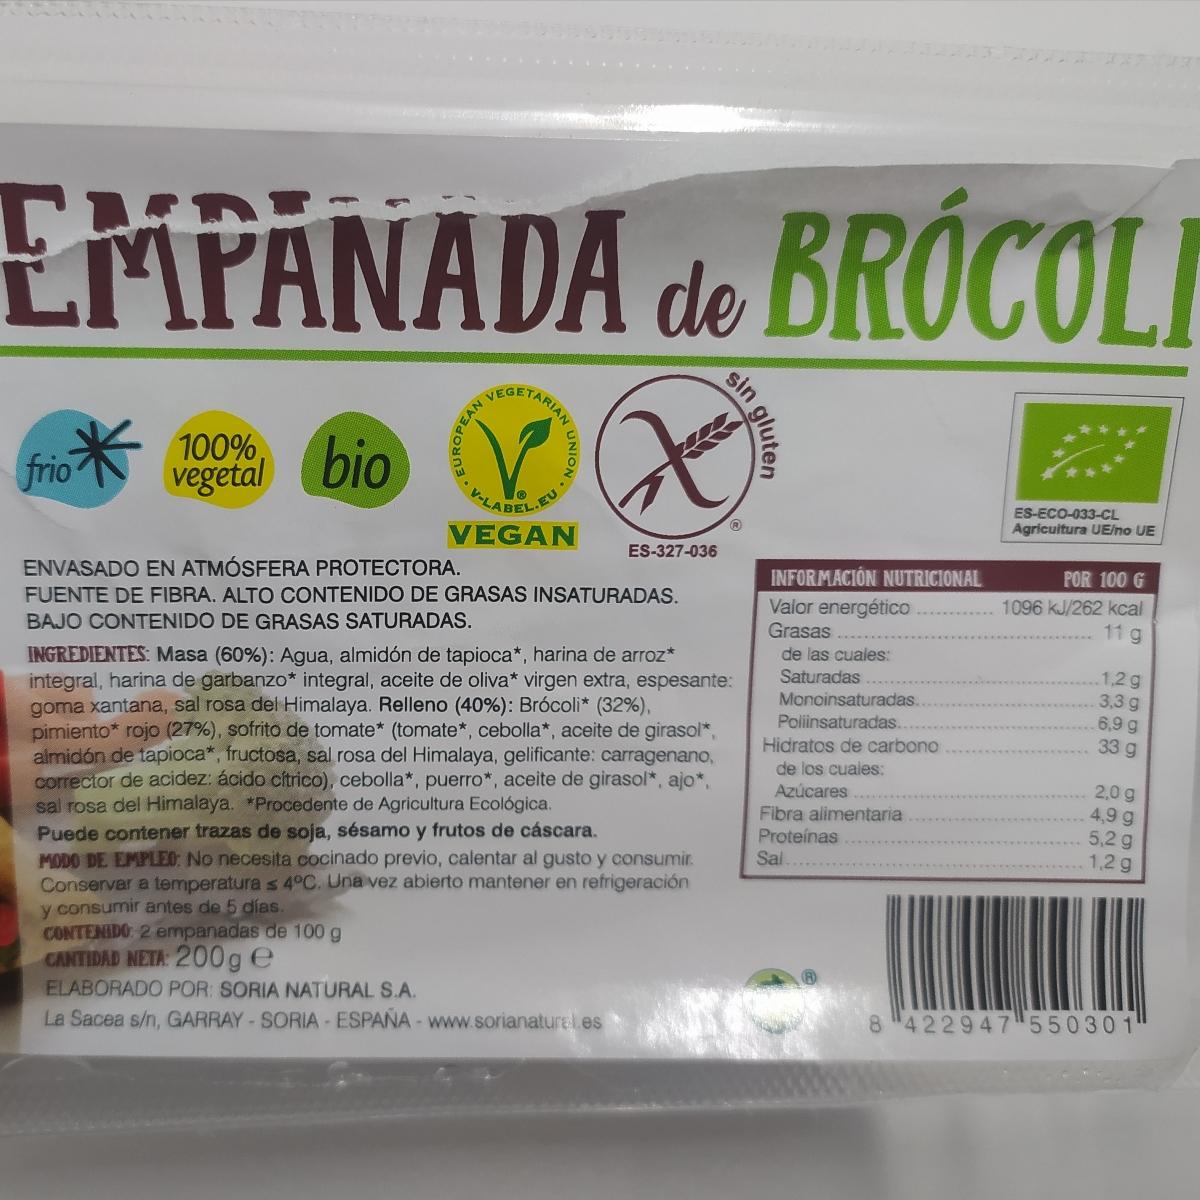 EMPANADA de BRÓCOLI
frio
100%
vegetal
bio
EUROPEAN VEGETARIAN UNION
V-LABEL.EU
®
VEGAN
sin gluten
®
ES-327-036
ES-ECO-033-CL
Agricultura UE/no UE
ENVASADO EN ATMÓSFERA PROTECTORA.
FUENTE DE FIBRA. ALTO CONTENIDO DE GRASAS INSATURADAS.
BAJO CONTENIDO DE GRASAS SATURADAS.
INGREDIENTES: Masa (60%): Agua, almidón de tapioca*, harina de arroz*
integral, harina de garbanzo* integral, aceite de oliva* virgen extra, espesante:
goma xantana, sal rosa del Himalaya. Relleno (40%): Brócoli* (32%),
pimiento* rojo (27%), sofrito de tomate* (tomate*, cebolla*, aceite de girasol*,
almidón de tapioca*, fructosa, sal rosa del Himalaya, gelificante: carragenano,
corrector de acidez: ácido cítrico), cebolla*, puerro*, aceite de girasol*, ajo*,
sal rosa del Himalaya. *Procedente de Agricultura Ecológica.
Puede contener trazas de soja, sésamo y frutos de cáscara.
MODO DE EMPLEO: No necesita cocinado previo, calentar al gusto y consumir.
Conservar a temperatura ≤ 4ºC. Una vez abierto mantener en refrigeración
y consumir antes de 5 días.
CONTENIDO: 2 empanadas de 100 g
CANTIDAD NETA: 200g e
ELABORADO POR: SORIA NATURAL S.A.
La Sacea s/n, GARRAY - SORIA - ESPAÑA - www.sorianatural.es
INFORMACIÓN NUTRICIONAL POR 100 G
Valor energético ............ 1096 kJ/262 kcal
Grasas ............ 11 g
de las cuales:
Saturadas ............ 1,2 g
Monoinsaturadas ............ 3,3 g
Poliinsaturadas ............ 6,9 g
Hidratos de carbono ............ 33 g
de los cuales:
Azúcares ............ 2,0 g
Fibra alimentaria ............ 4,9 g
Proteínas ............ 5,2 g
Sal ............ 1,2 g
®
8 422947 550301